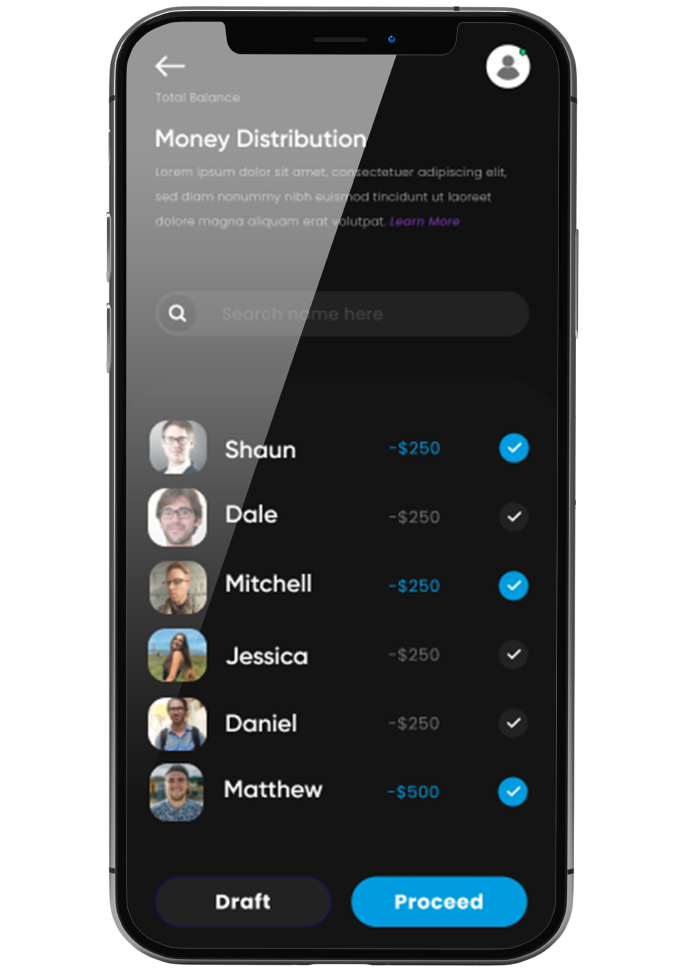 Total Balance
Money Distribution
Lorem ipsum dolor sit amet, consectetuer adipiscing elit,
sed diam nonummy nibh euismod tincidunt ut laoreet
dolore magna aliquam erat volutpat. Learn More
Search name here
Shaun -$250
Dale -$250
Mitchell -$250
Jessica -$250
Daniel -$250
Matthew -$500
Draft Proceed